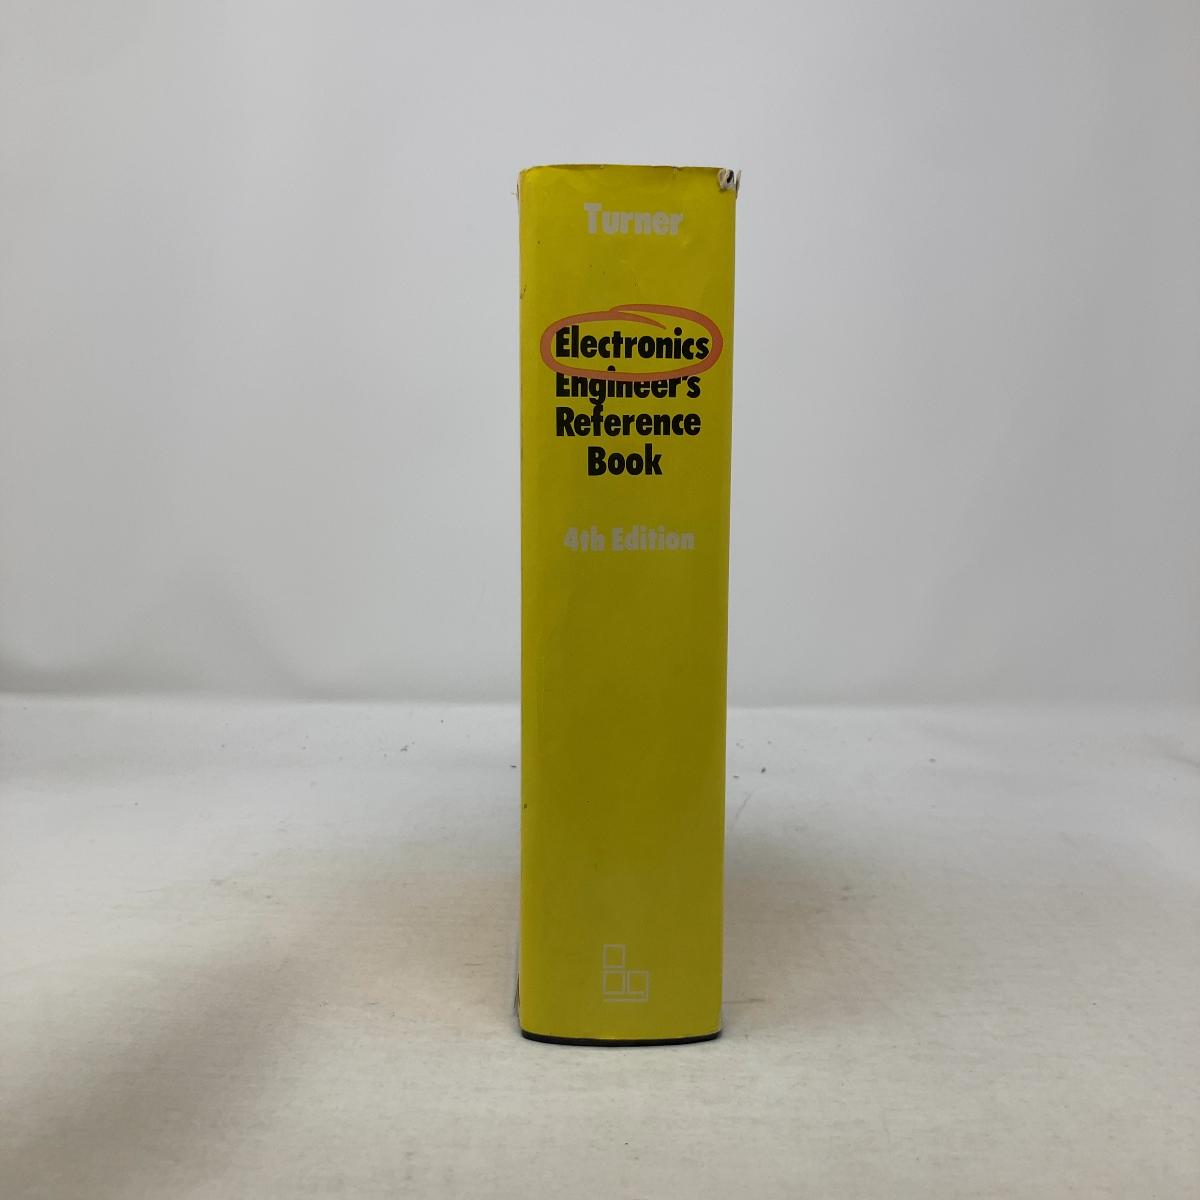 Turner
Electronics
Engineer's
Reference
Book
4th Edition